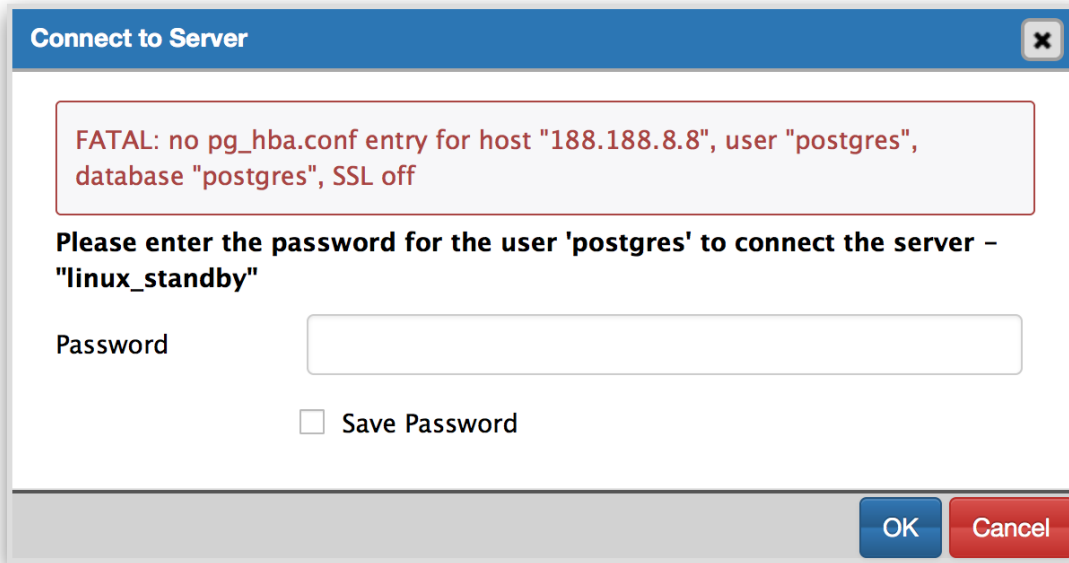 Connect to Server
FATAL: no pg_hba.conf entry for host "188.188.8.8", user "postgres",
database "postgres", SSL off
Please enter the password for the user 'postgres' to connect the server –
"linux_standby"
Password
Save Password
OK
Cancel